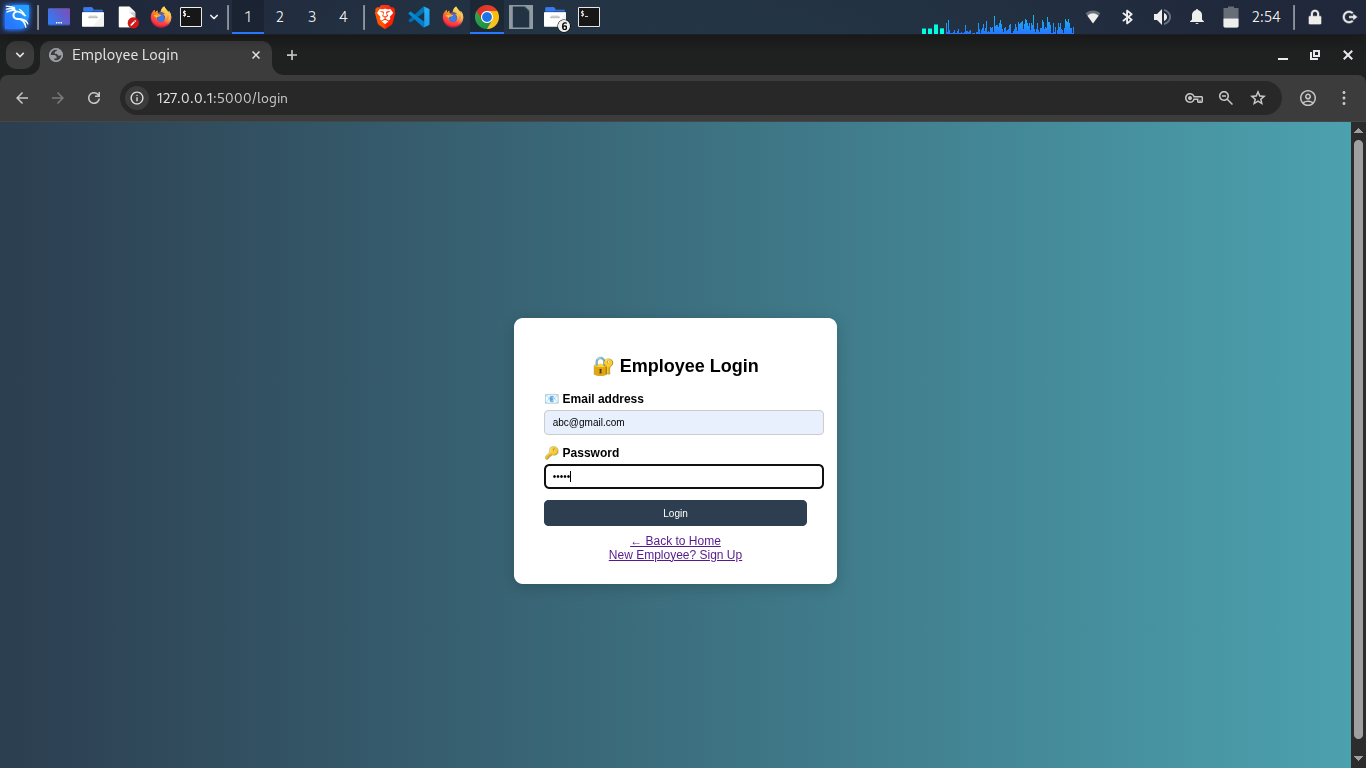 1 2 3 4 6 2:54
Employee Login
127.0.0.1:5000/login
🔐 Employee Login
📧 Email address
abc@gmail.com
🔑 Password
•••••
Login
← Back to Home
New Employee? Sign Up